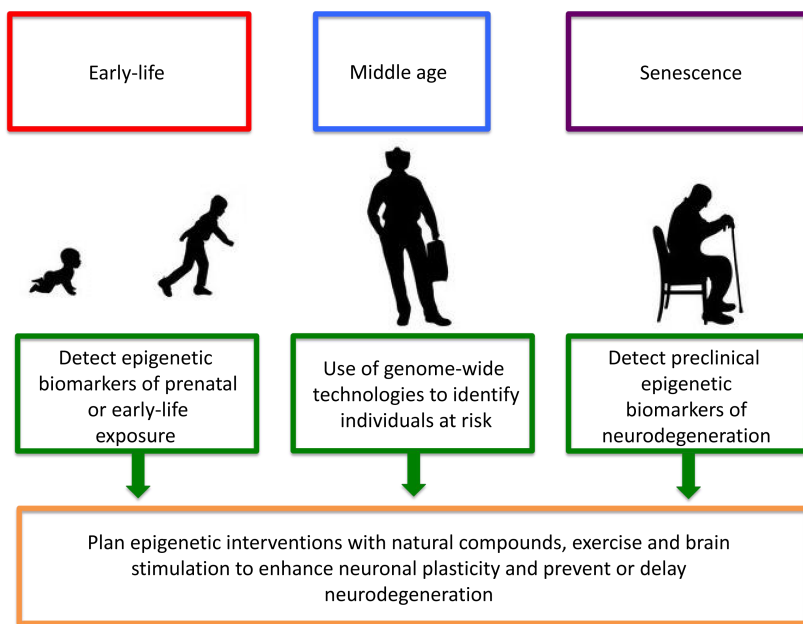 Early-life
Middle age
Senescence
Detect epigenetic
biomarkers of prenatal
or early-life
exposure
Use of genome-wide
technologies to identify
individuals at risk
Detect preclinical
epigenetic
biomarkers of
neurodegeneration
Plan epigenetic interventions with natural compounds, exercise and brain
stimulation to enhance neuronal plasticity and prevent or delay
neurodegeneration